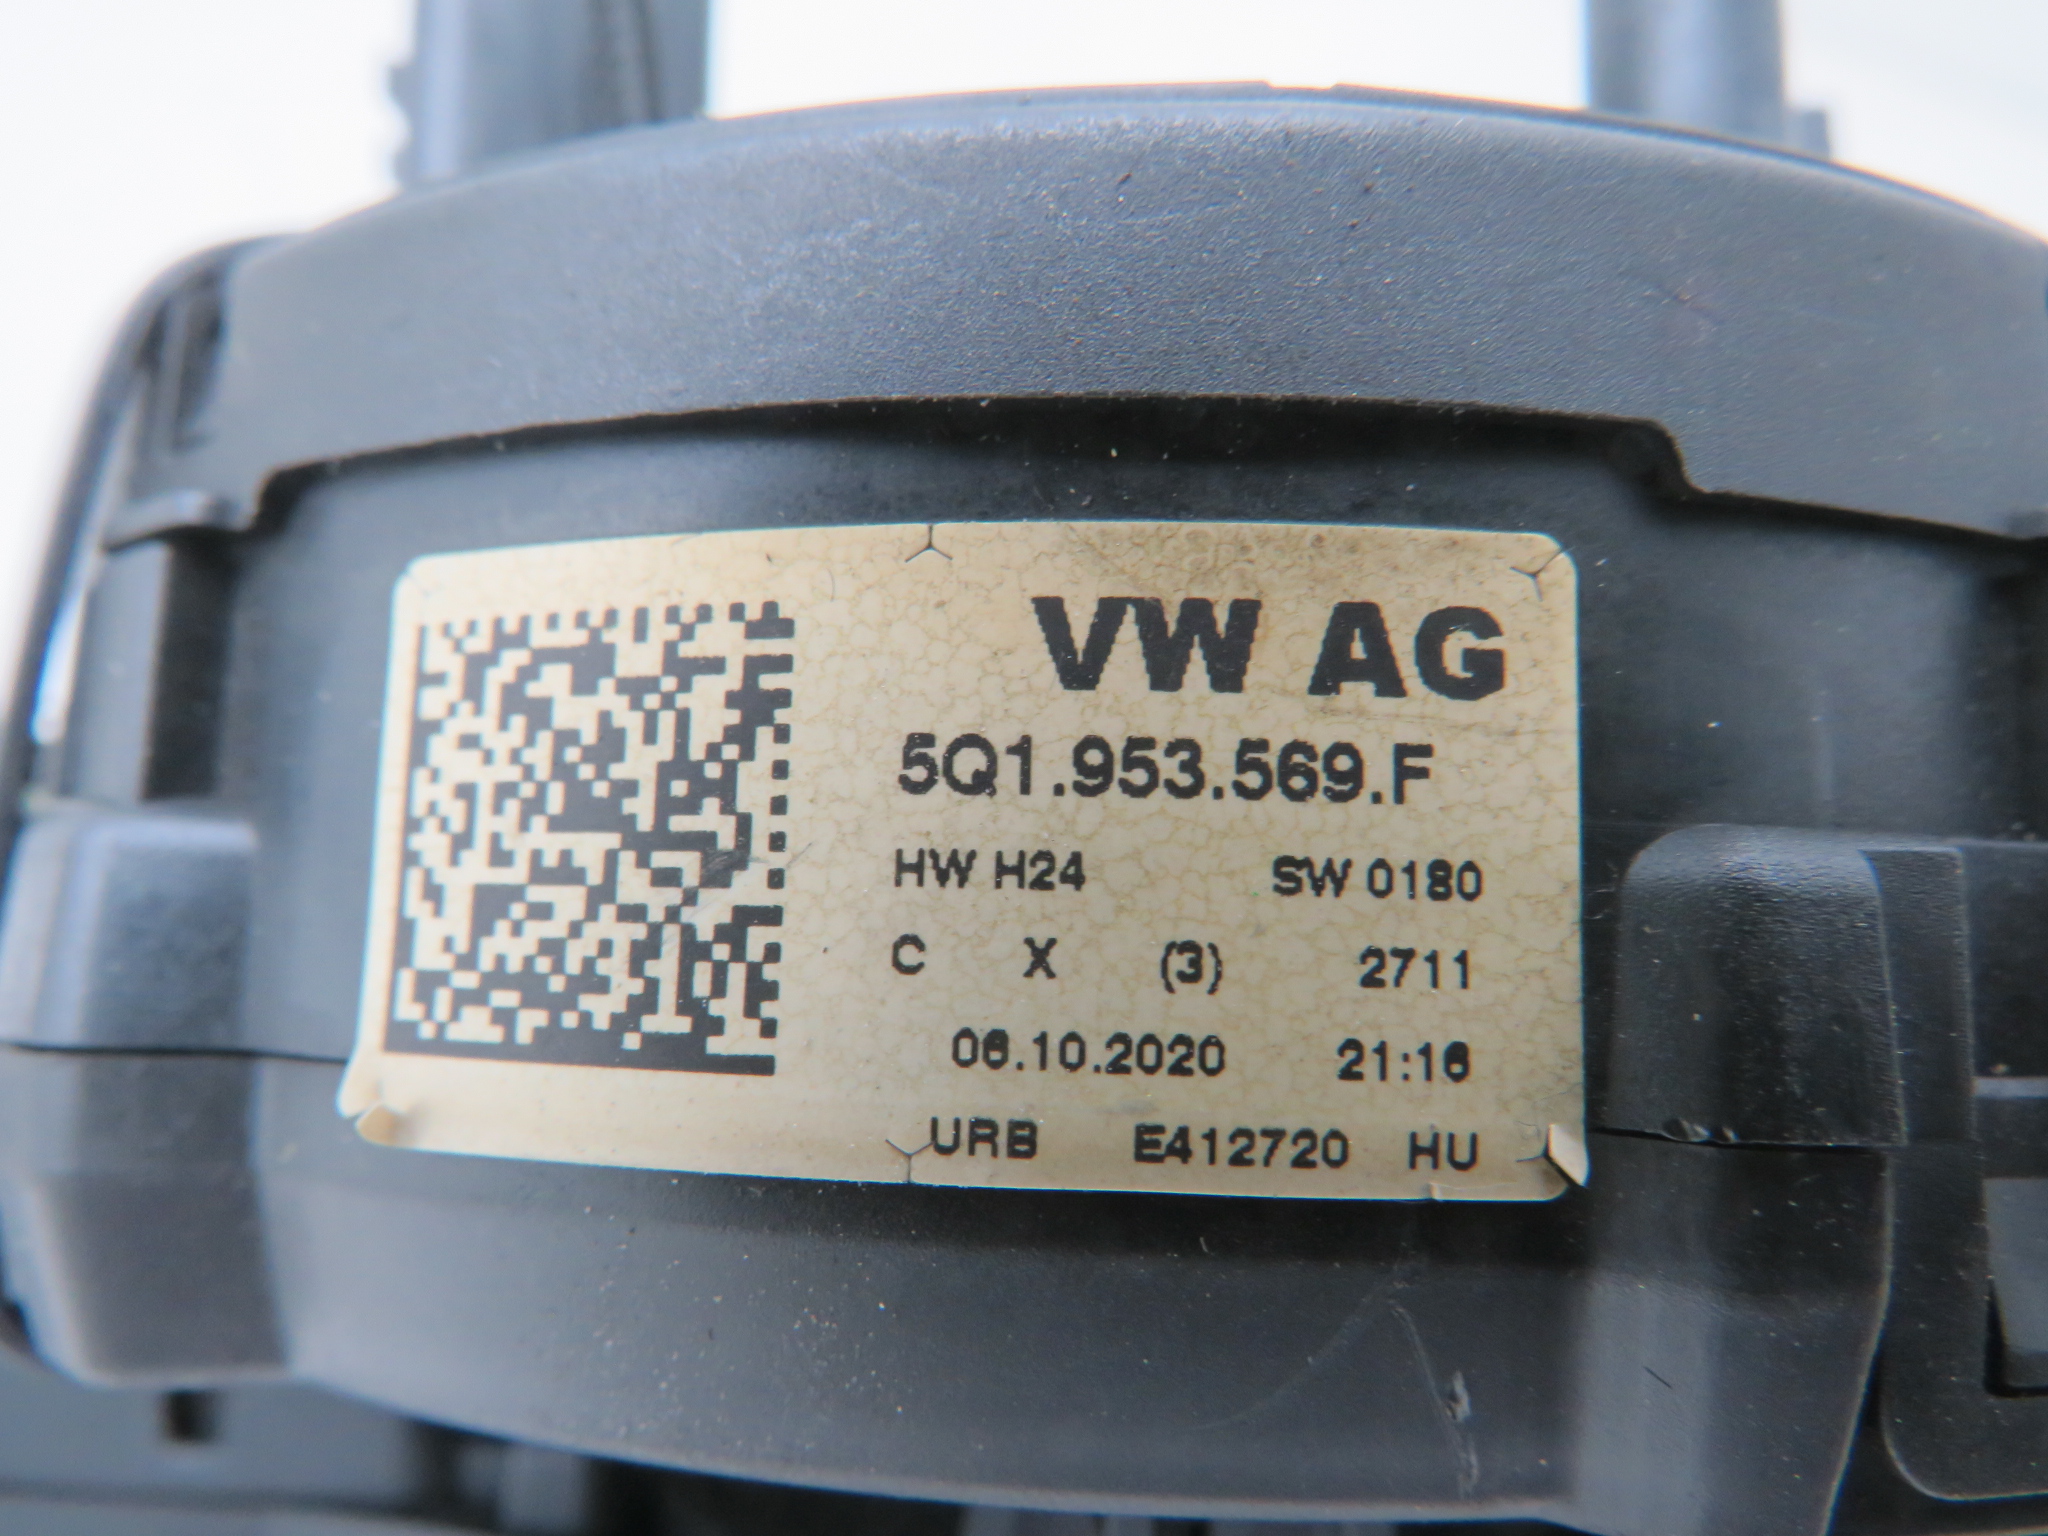 VW AG
5Q1.953.569.F
HW H24 SW 0180
C X (3) 2711
06.10.2020 21:16
URB E412720 HU